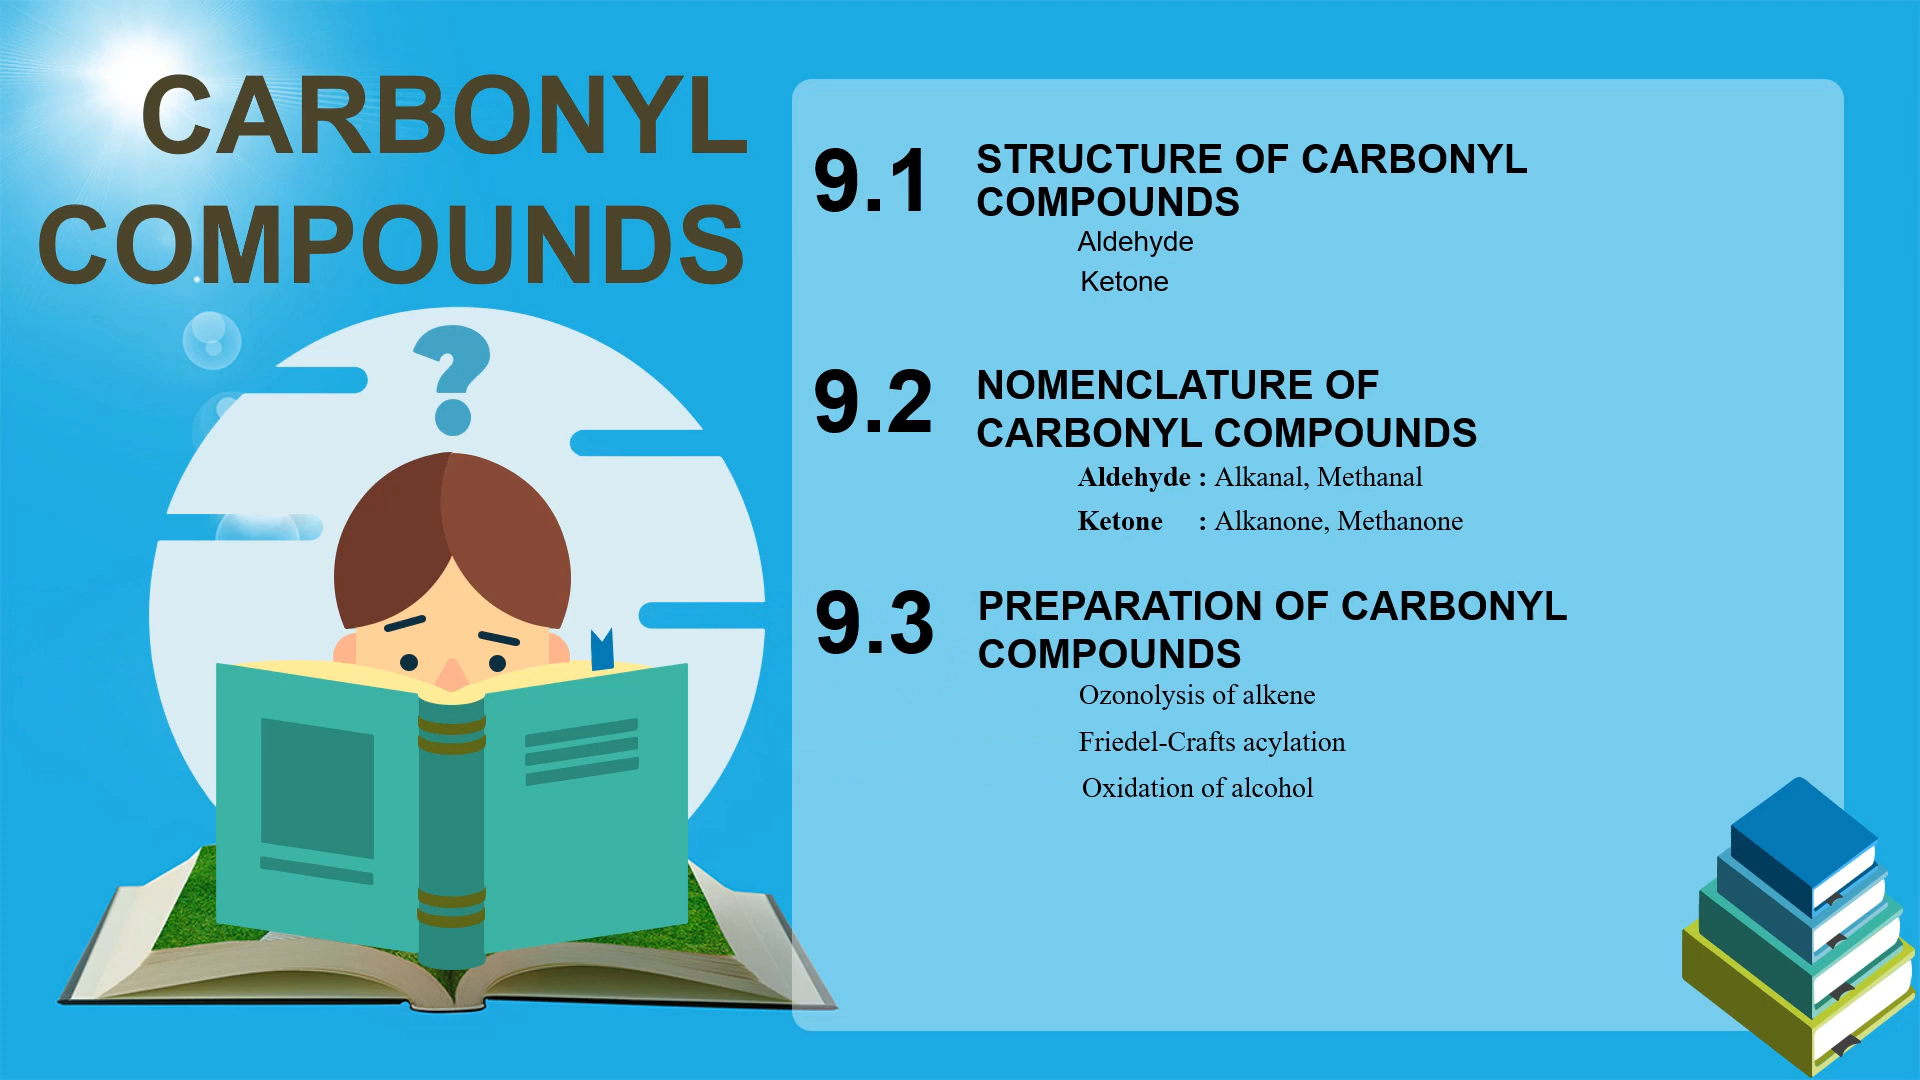 CARBONYL
COMPOUNDS
?
9.1
STRUCTURE OF CARBONYL
COMPOUNDS
Aldehyde
Ketone
9.2
NOMENCLATURE OF
CARBONYL COMPOUNDS
Aldehyde : Alkanal, Methanal
Ketone : Alkanone, Methanone
9.3
PREPARATION OF CARBONYL
COMPOUNDS
Ozonolysis of alkene
Friedel-Crafts acylation
Oxidation of alcohol